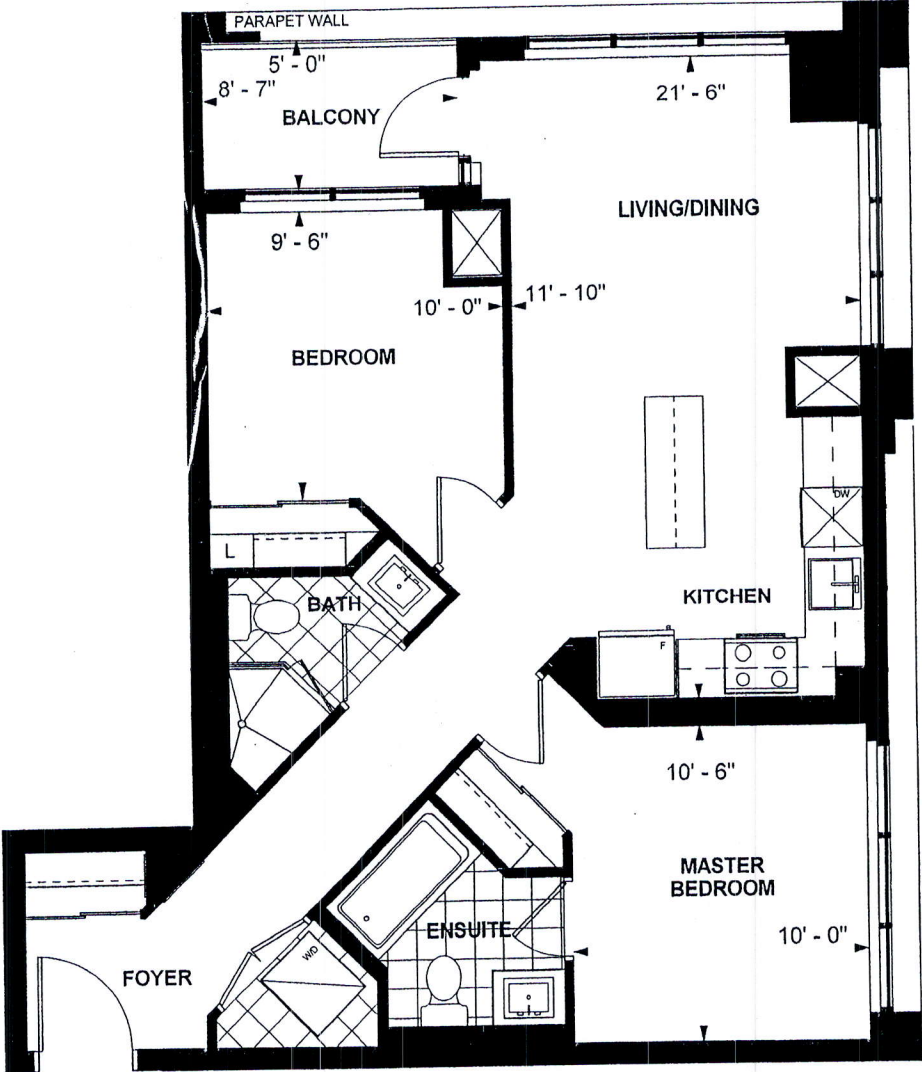 PARAPET WALL
5' - 0"
8' - 7"
BALCONY
21' - 6"
LIVING/DINING
9' - 6"
10' - 0"
11' - 10"
BEDROOM
DW
L
BATH
KITCHEN
F
10' - 6"
MASTER
BEDROOM
ENSUITE
10' - 0"
W/D
FOYER